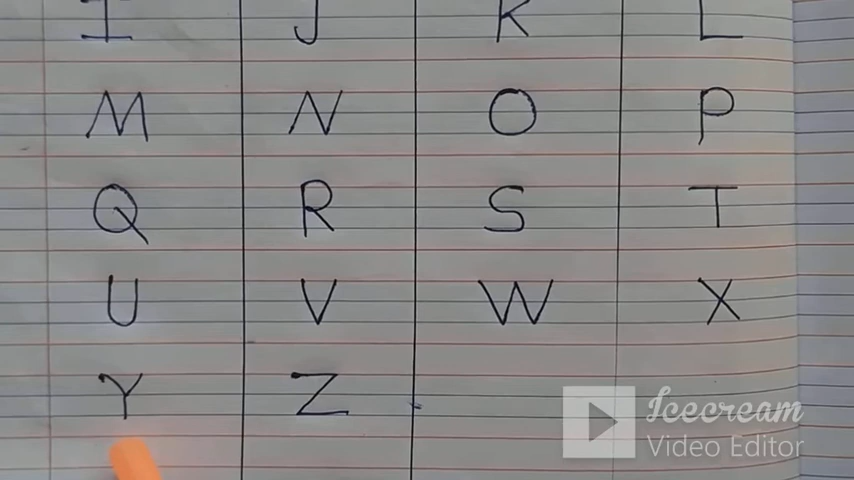 I J K L
M N O P
Q R S T
U V W X
Y Z
Icecream
Video Editor